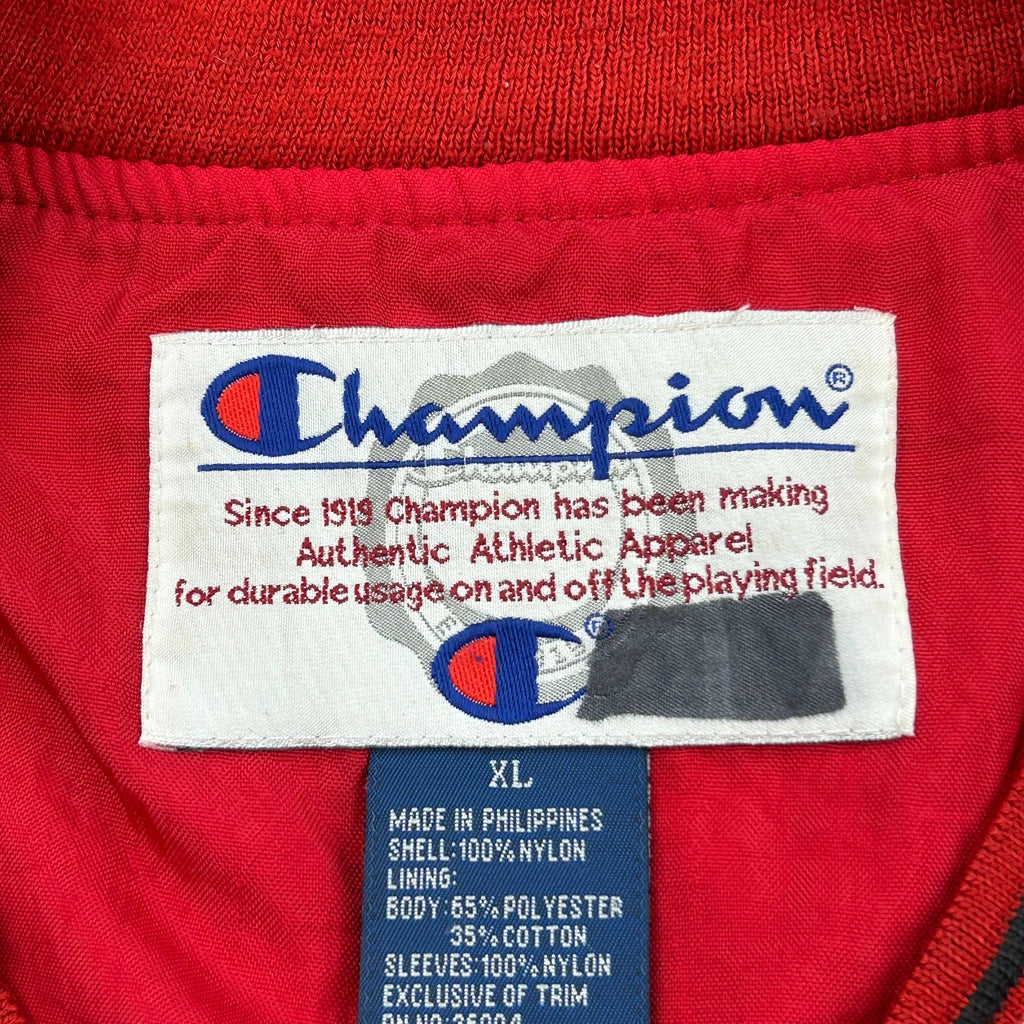 Champion®
Since 1919 Champion has been making
Authentic Athletic Apparel
for durable usage on and off the playing field.
®
XL
MADE IN PHILIPPINES
SHELL:100% NYLON
LINING:
BODY:65% POLYESTER
35% COTTON
SLEEVES:100% NYLON
EXCLUSIVE OF TRIM